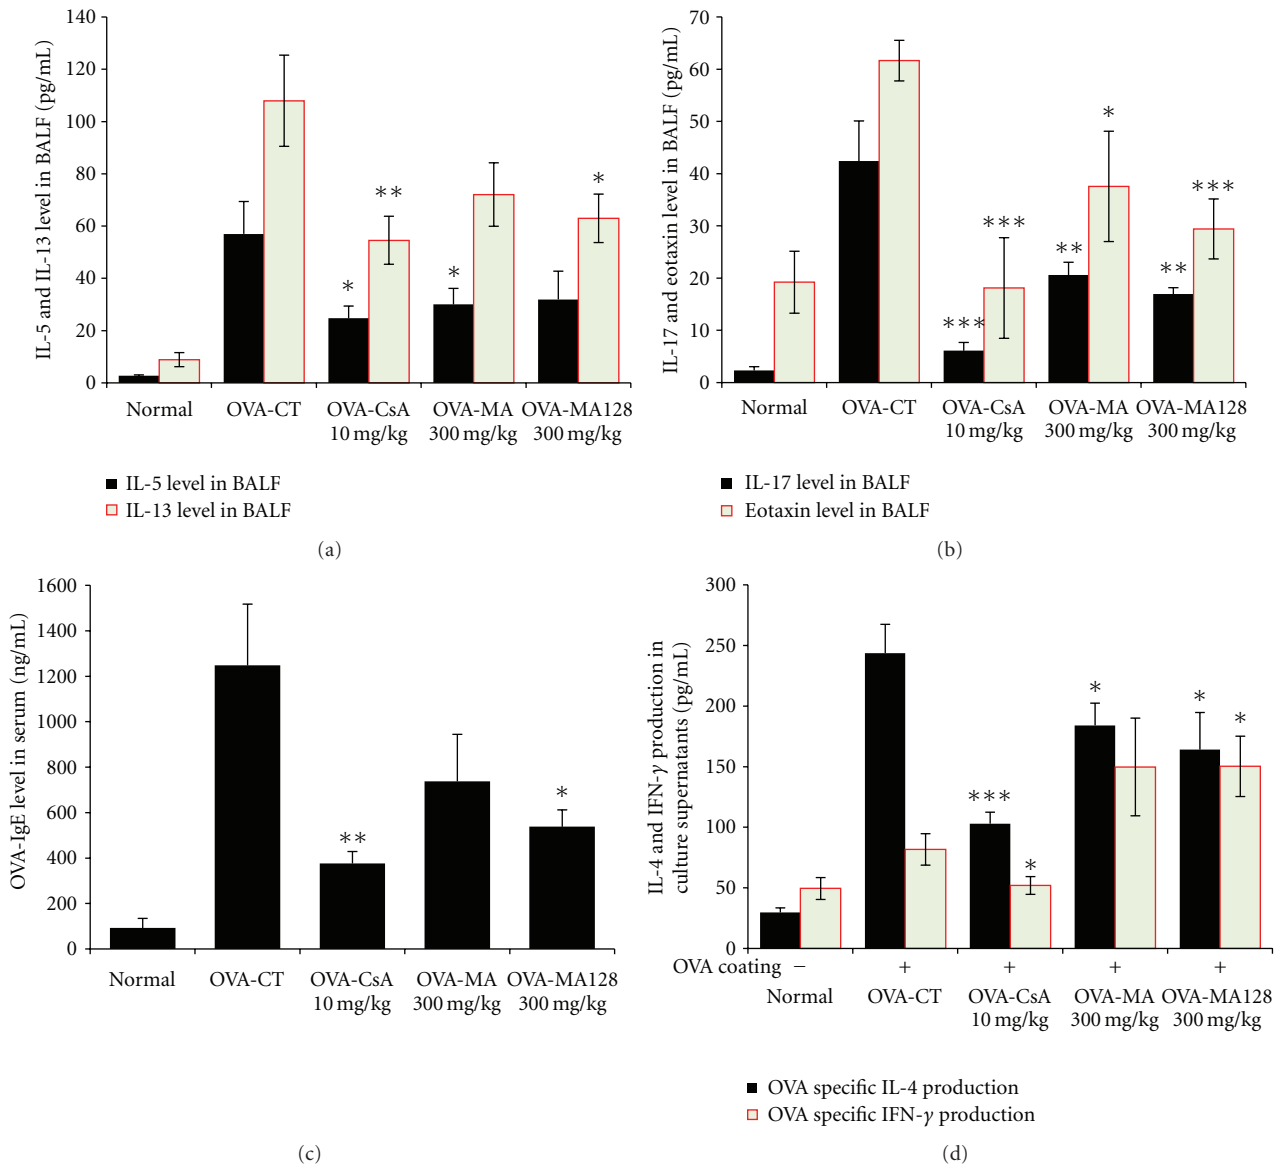 IL-5 and IL-13 level in BALF (pg/mL)
140
120
100
80
60
40
20
0
**
*
*
*
Normal
OVA-CT
OVA-CsA
10 mg/kg
OVA-MA
300 mg/kg
OVA-MA128
300 mg/kg
IL-5 level in BALF
IL-13 level in BALF
(a)
IL-17 and eotaxin level in BALF (pg/mL)
70
60
50
40
30
20
10
0
***
***
**
*
**
***
Normal
OVA-CT
OVA-CsA
10 mg/kg
OVA-MA
300 mg/kg
OVA-MA128
300 mg/kg
IL-17 level in BALF
Eotaxin level in BALF
(b)
OVA-IgE level in serum (ng/mL)
1600
1400
1200
1000
800
600
400
200
0
**
*
Normal
OVA-CT
OVA-CsA
10 mg/kg
OVA-MA
300 mg/kg
OVA-MA128
300 mg/kg
(c)
IL-4 and IFN-γ production in
culture supernatants (pg/mL)
300
250
200
150
100
50
0
***
*
*
*
*
OVA coating − + + + +
Normal
OVA-CT
OVA-CsA
10 mg/kg
OVA-MA
300 mg/kg
OVA-MA128
300 mg/kg
OVA specific IL-4 production
OVA specific IFN-γ production
(d)